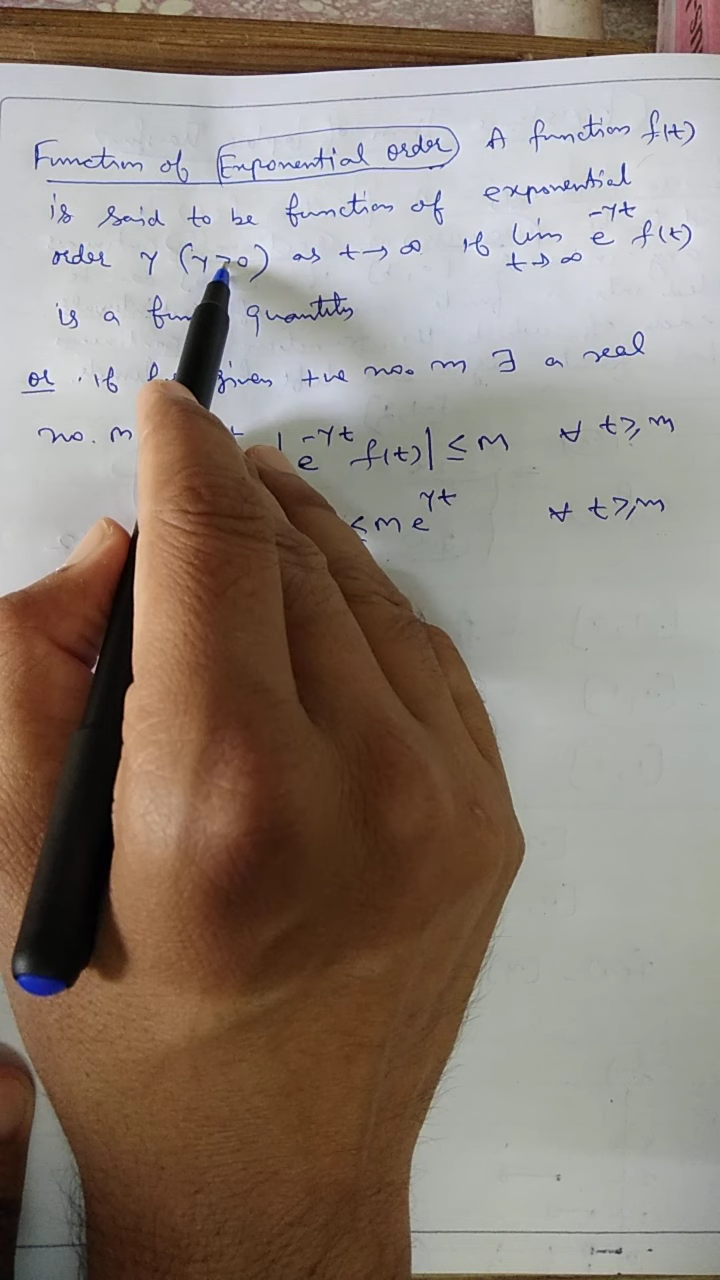 Function of Exponential order A function f(t)
is said to be function of exponential
order γ (γ>0) as t→∞ if lim t→∞ e^-γt f(t)
is a quantity
or if given +ve no. m ∃ a real
no. m |e^-γt f(t)| ≤ M ∀ t≥m
≤ me^γt ∀ t≥m